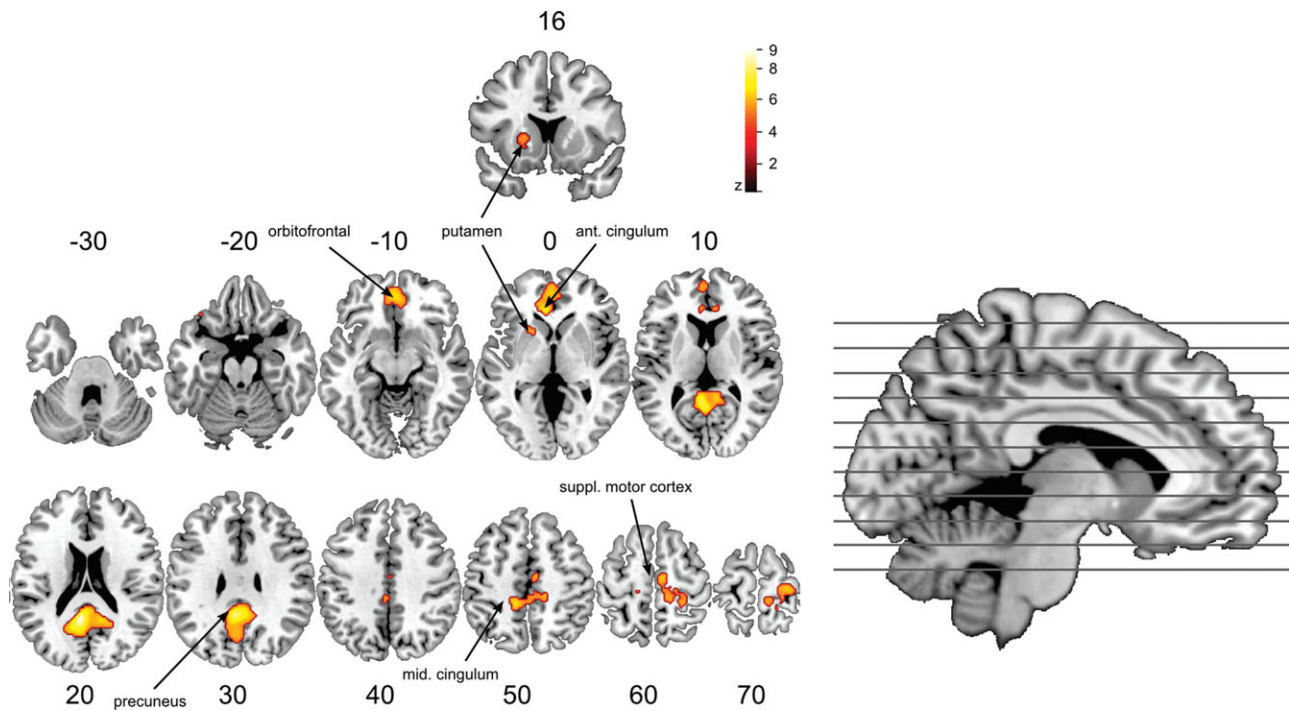 16
9
8
6
4
2
z
orbitofrontal
putamen
ant. cingulum
-30
-20
-10
0
10
suppl. motor cortex
mid. cingulum
precuneus
20
30
40
50
60
70